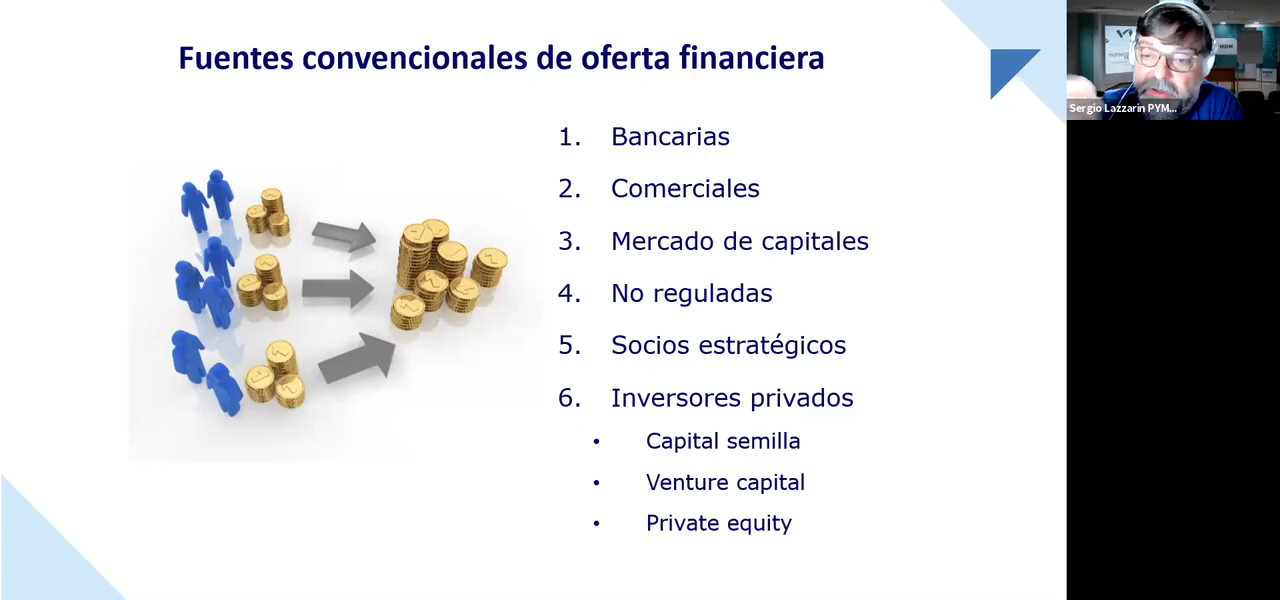 Fuentes convencionales de oferta financiera
1. Bancarias
2. Comerciales
3. Mercado de capitales
4. No reguladas
5. Socios estratégicos
6. Inversores privados
• Capital semilla
• Venture capital
• Private equity
Sergio Lazzarin PYM...